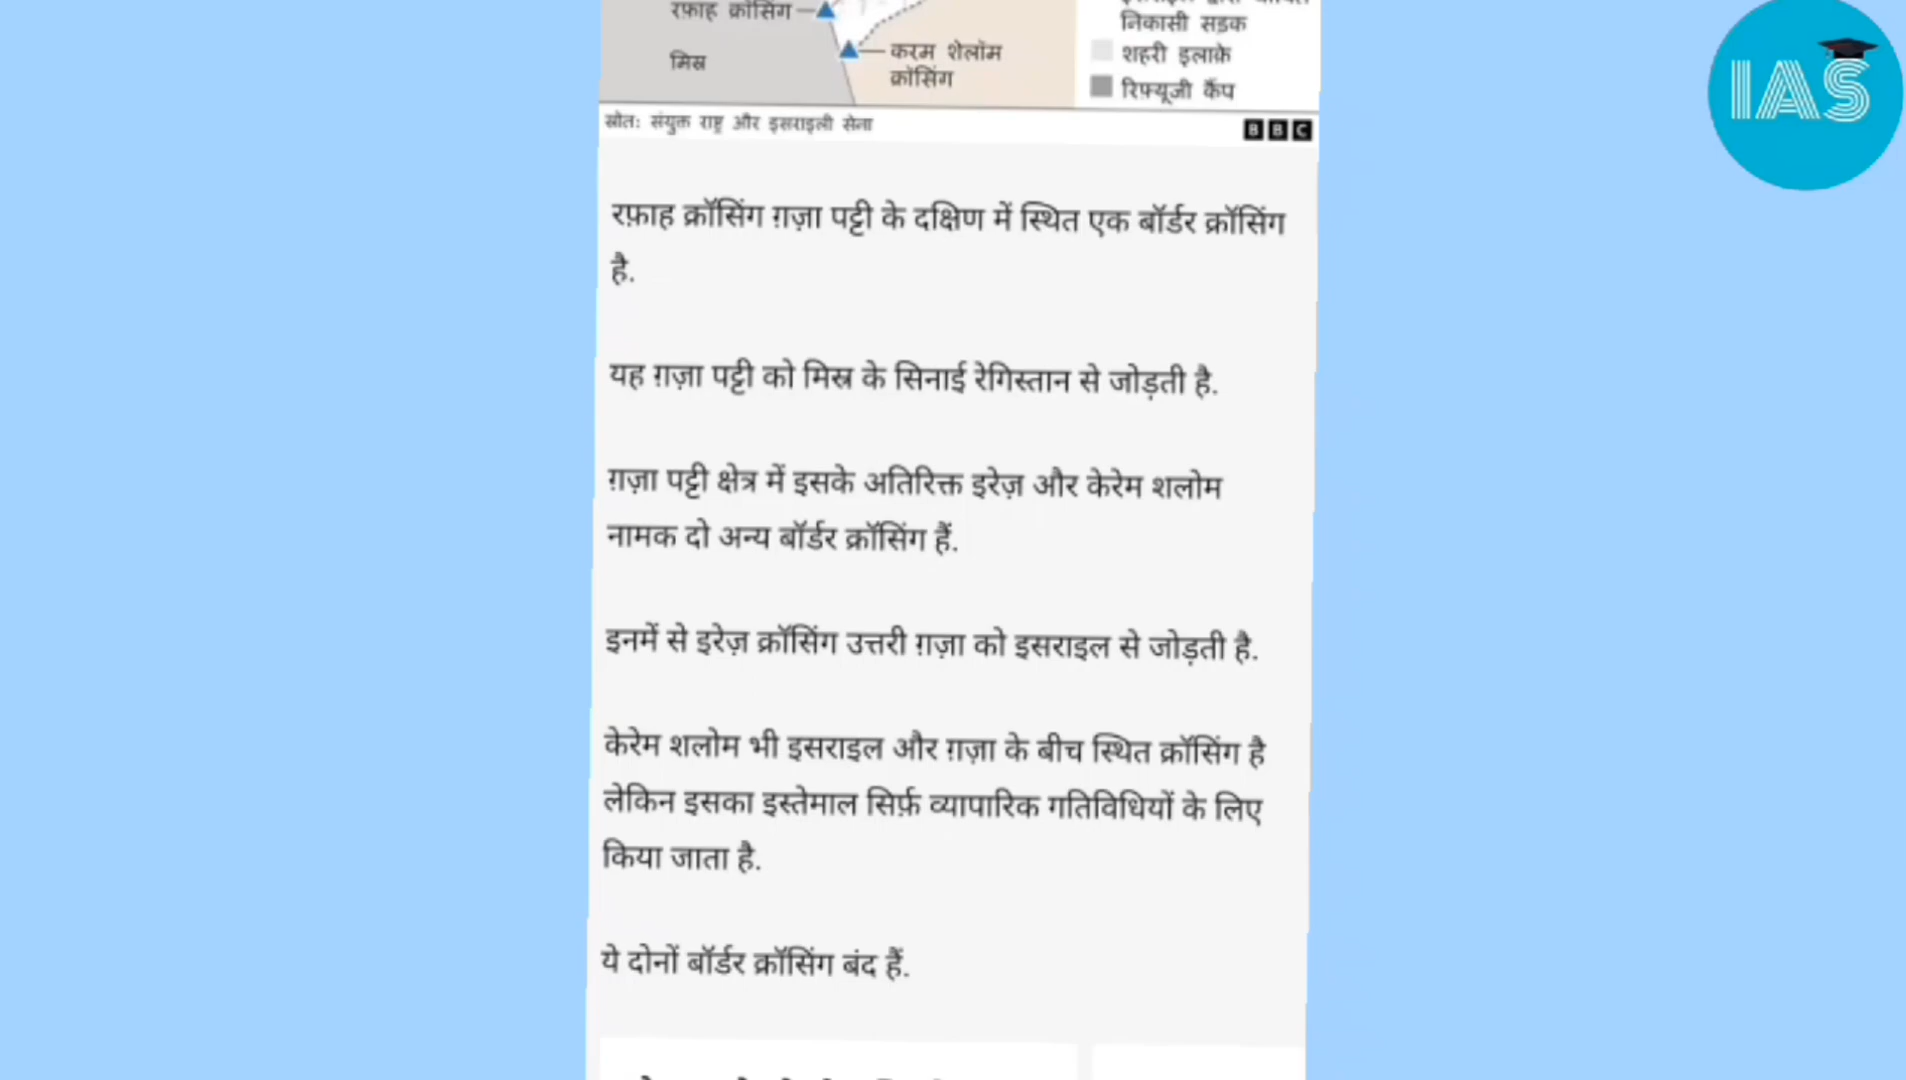 रफ़ाह क्रॉसिंग
मिस्र
करम शेलॉम
क्रॉसिंग
निकासी सड़क
शहरी इलाक़े
रिफ़्यूजी कैंप
स्रोत: संयुक्त राष्ट्र और इसराइली सेना
BBC
IAS
रफ़ाह क्रॉसिंग ग़ज़ा पट्टी के दक्षिण में स्थित एक बॉर्डर क्रॉसिंग
है.
यह ग़ज़ा पट्टी को मिस्र के सिनाई रेगिस्तान से जोड़ती है.
ग़ज़ा पट्टी क्षेत्र में इसके अतिरिक्त इरेज़ और केरेम शलोम
नामक दो अन्य बॉर्डर क्रॉसिंग हैं.
इनमें से इरेज़ क्रॉसिंग उत्तरी ग़ज़ा को इसराइल से जोड़ती है.
केरेम शलोम भी इसराइल और ग़ज़ा के बीच स्थित क्रॉसिंग है
लेकिन इसका इस्तेमाल सिर्फ़ व्यापारिक गतिविधियों के लिए
किया जाता है.
ये दोनों बॉर्डर क्रॉसिंग बंद हैं.